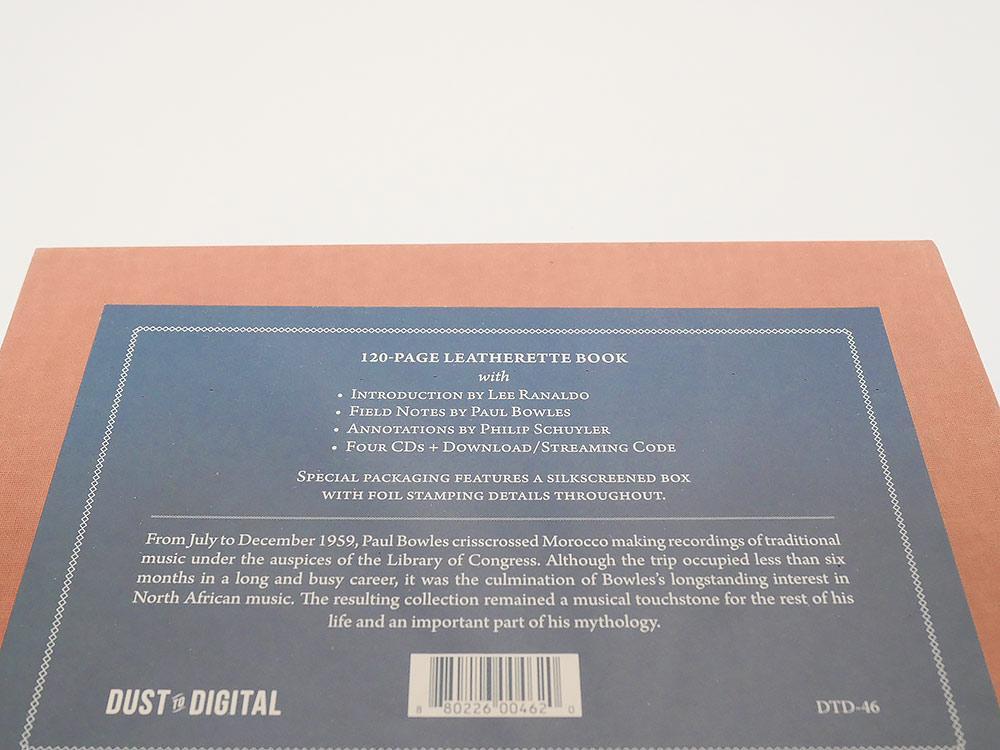 120-PAGE LEATHERETTE BOOK
with
• INTRODUCTION BY LEE RANALDO
• FIELD NOTES BY PAUL BOWLES
• ANNOTATIONS BY PHILIP SCHUYLER
• FOUR CDS + DOWNLOAD/STREAMING CODE
SPECIAL PACKAGING FEATURES A SILKSCREENED BOX
WITH FOIL STAMPING DETAILS THROUGHOUT.
From July to December 1959, Paul Bowles crisscrossed Morocco making recordings of traditional
music under the auspices of the Library of Congress. Although the trip occupied less than six
months in a long and busy career, it was the culmination of Bowles's longstanding interest in
North African music. The resulting collection remained a musical touchstone for the rest of his
life and an important part of his mythology.
DUST TO DIGITAL
8 80226 00462 0
DTD-46